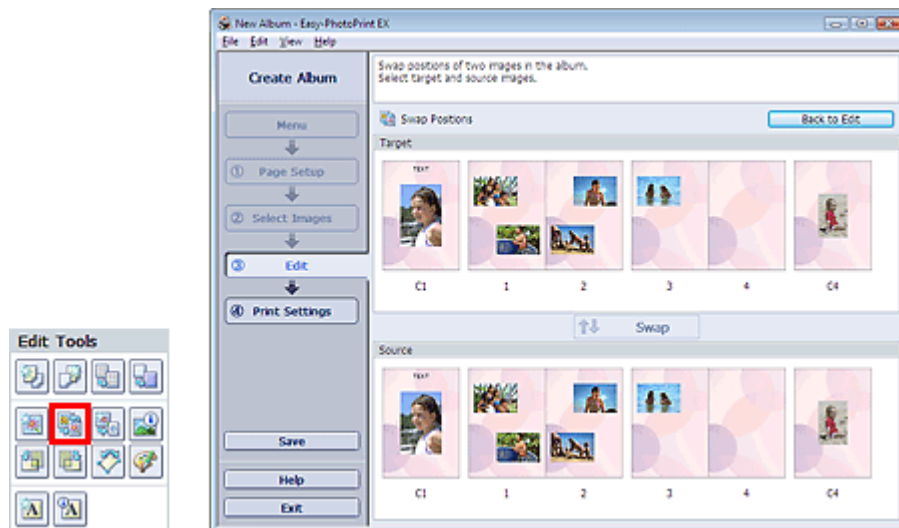 Edit Tools
New Album - Easy-PhotoPrint EX
File Edit View Help
Create Album
Menu
① Page Setup
② Select Images
③ Edit
④ Print Settings
Save
Help
Exit
Swap positions of two images in the album.
Select target and source images.
Swap Positions
Back to Edit
Target
TEXT
C1 1 2 3 4 C4
Swap
Source
TEXT
C1 1 2 3 4 C4